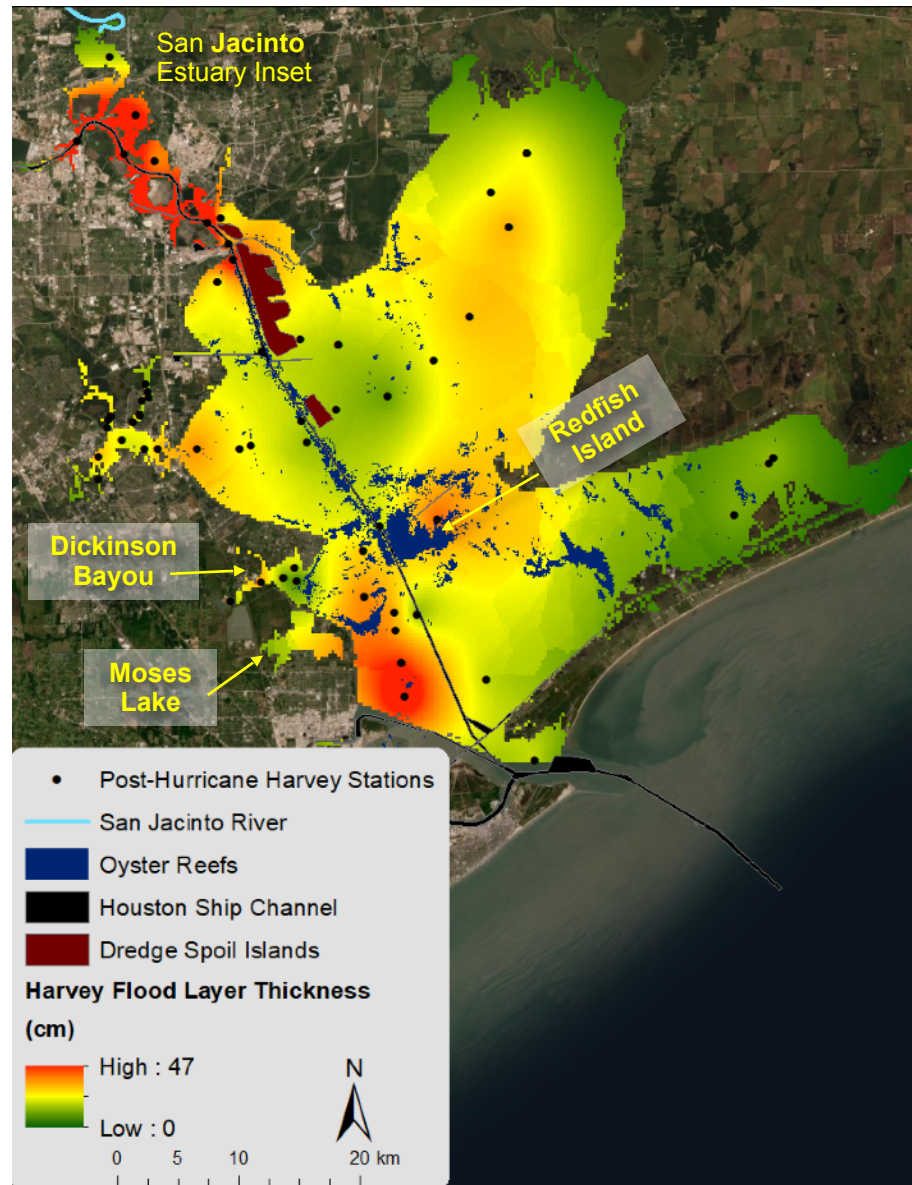 San Jacinto
Estuary Inset
Redfish
Island
Dickinson
Bayou
Moses
Lake
Post-Hurricane Harvey Stations
San Jacinto River
Oyster Reefs
Houston Ship Channel
Dredge Spoil Islands
Harvey Flood Layer Thickness
(cm)
High : 47
Low : 0
N
0 5 10 20 km